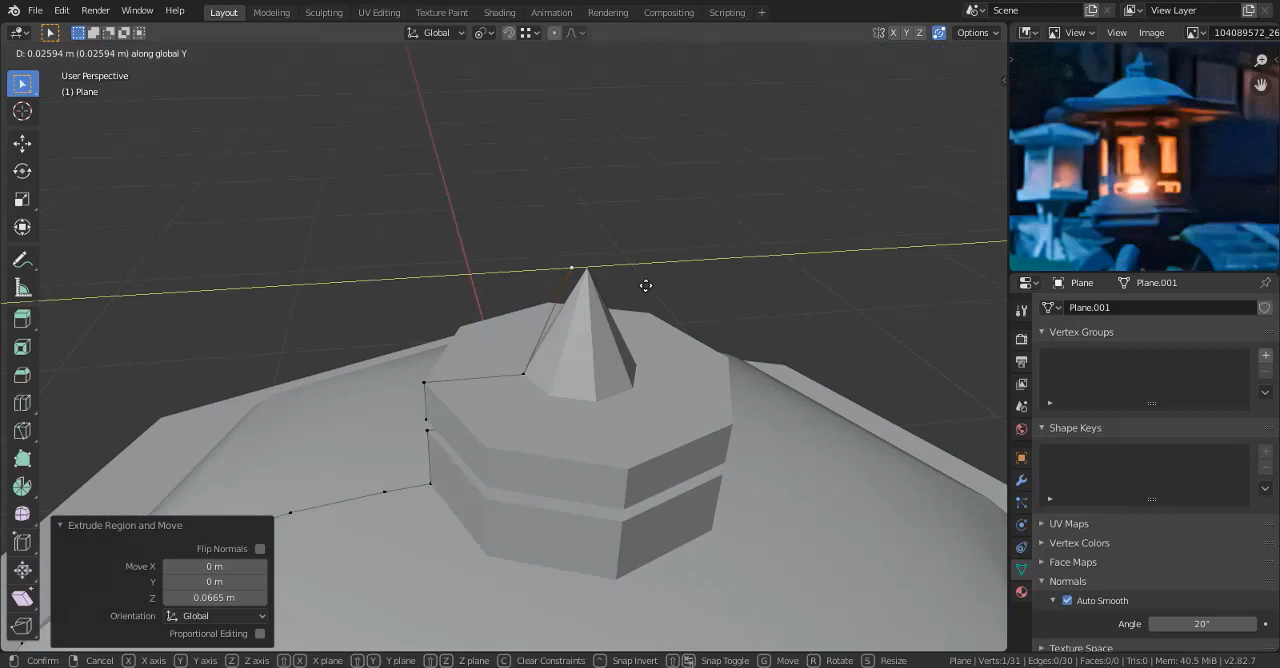 File Edit Render Window Help Layout Modeling Sculpting UV Editing Texture Paint Shading Animation Rendering Compositing Scripting + Scene View Layer
Global X Y Z Options View View Image 104089572_26
D: 0.02594 m (0.02594 m) along global Y
User Perspective
(1) Plane
Plane Plane.001
Plane.001
Vertex Groups
Shape Keys
UV Maps
Vertex Colors
Face Maps
Normals
Auto Smooth
Angle 20°
Texture Space
Extrude Region and Move
Flip Normals
Move X 0 m
Y 0 m
Z 0.0665 m
Orientation Global
Proportional Editing
Confirm Cancel X X axis Y Y axis Z Z axis X X plane Y Y plane Z Z plane C Clear Constraints Snap Invert Snap Toggle G Move R Rotate S Resize Plane | Verts:1/31 | Edges:0/30 | Faces:0/0 | Tris:0 | Mem: 40.5 MiB | v2.82.7